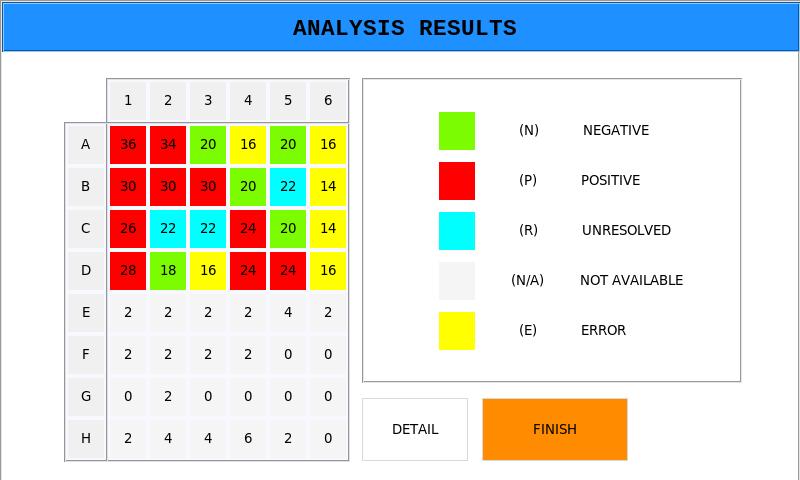 ANALYSIS RESULTS
1 2 3 4 5 6
A 36 34 20 16 20 16
B 30 30 30 20 22 14
C 26 22 22 24 20 14
D 28 18 16 24 24 16
E 2 2 2 2 4 2
F 2 2 2 2 0 0
G 0 2 0 0 0 0
H 2 4 4 6 2 0
(N) NEGATIVE
(P) POSITIVE
(R) UNRESOLVED
(N/A) NOT AVAILABLE
(E) ERROR
DETAIL FINISH